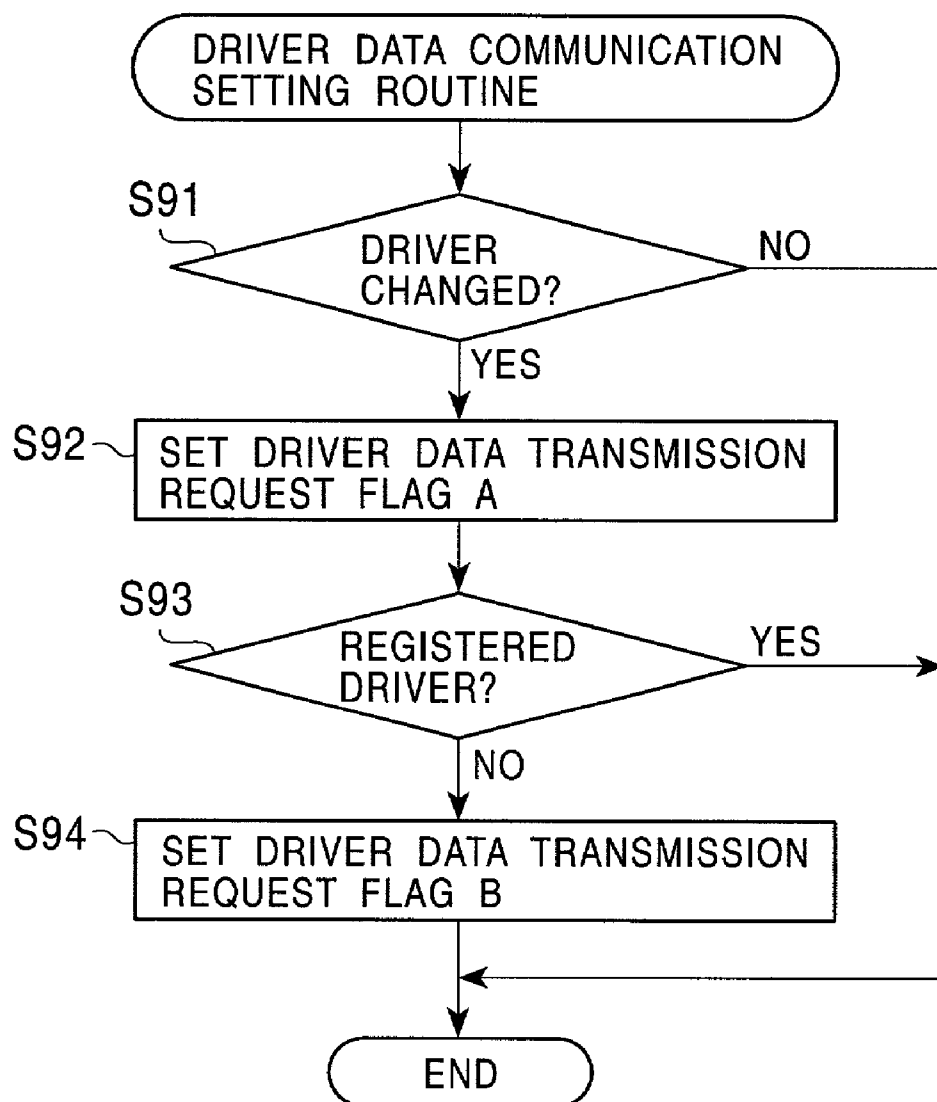 DRIVER DATA COMMUNICATION
SETTING ROUTINE
S91
DRIVER
CHANGED?
NO
YES
S92
SET DRIVER DATA TRANSMISSION
REQUEST FLAG A
S93
REGISTERED
DRIVER?
YES
NO
S94
SET DRIVER DATA TRANSMISSION
REQUEST FLAG B
END